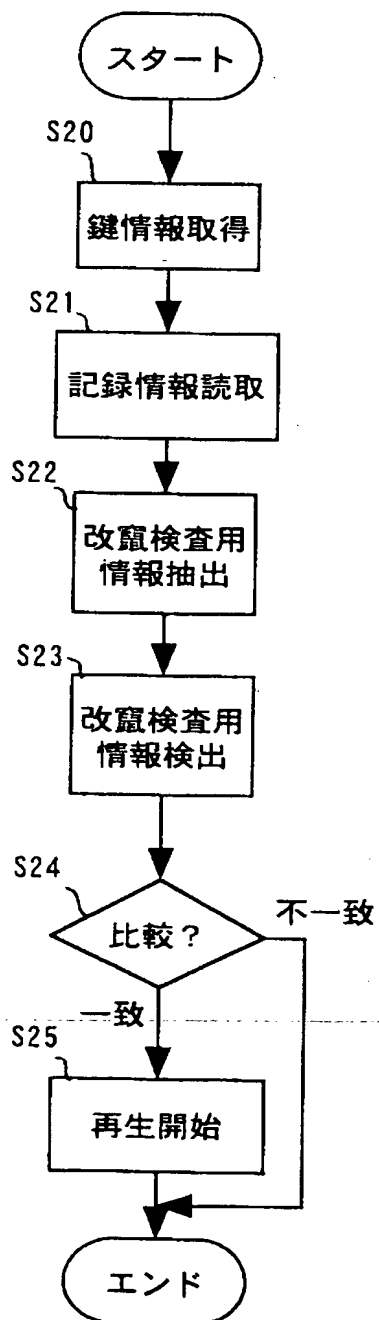 スタート
S20
鍵情報取得
S21
記録情報読取
S22
改竄検査用
情報抽出
S23
改竄検査用
情報検出
S24
比較?
不一致
一致
S25
再生開始
エンド